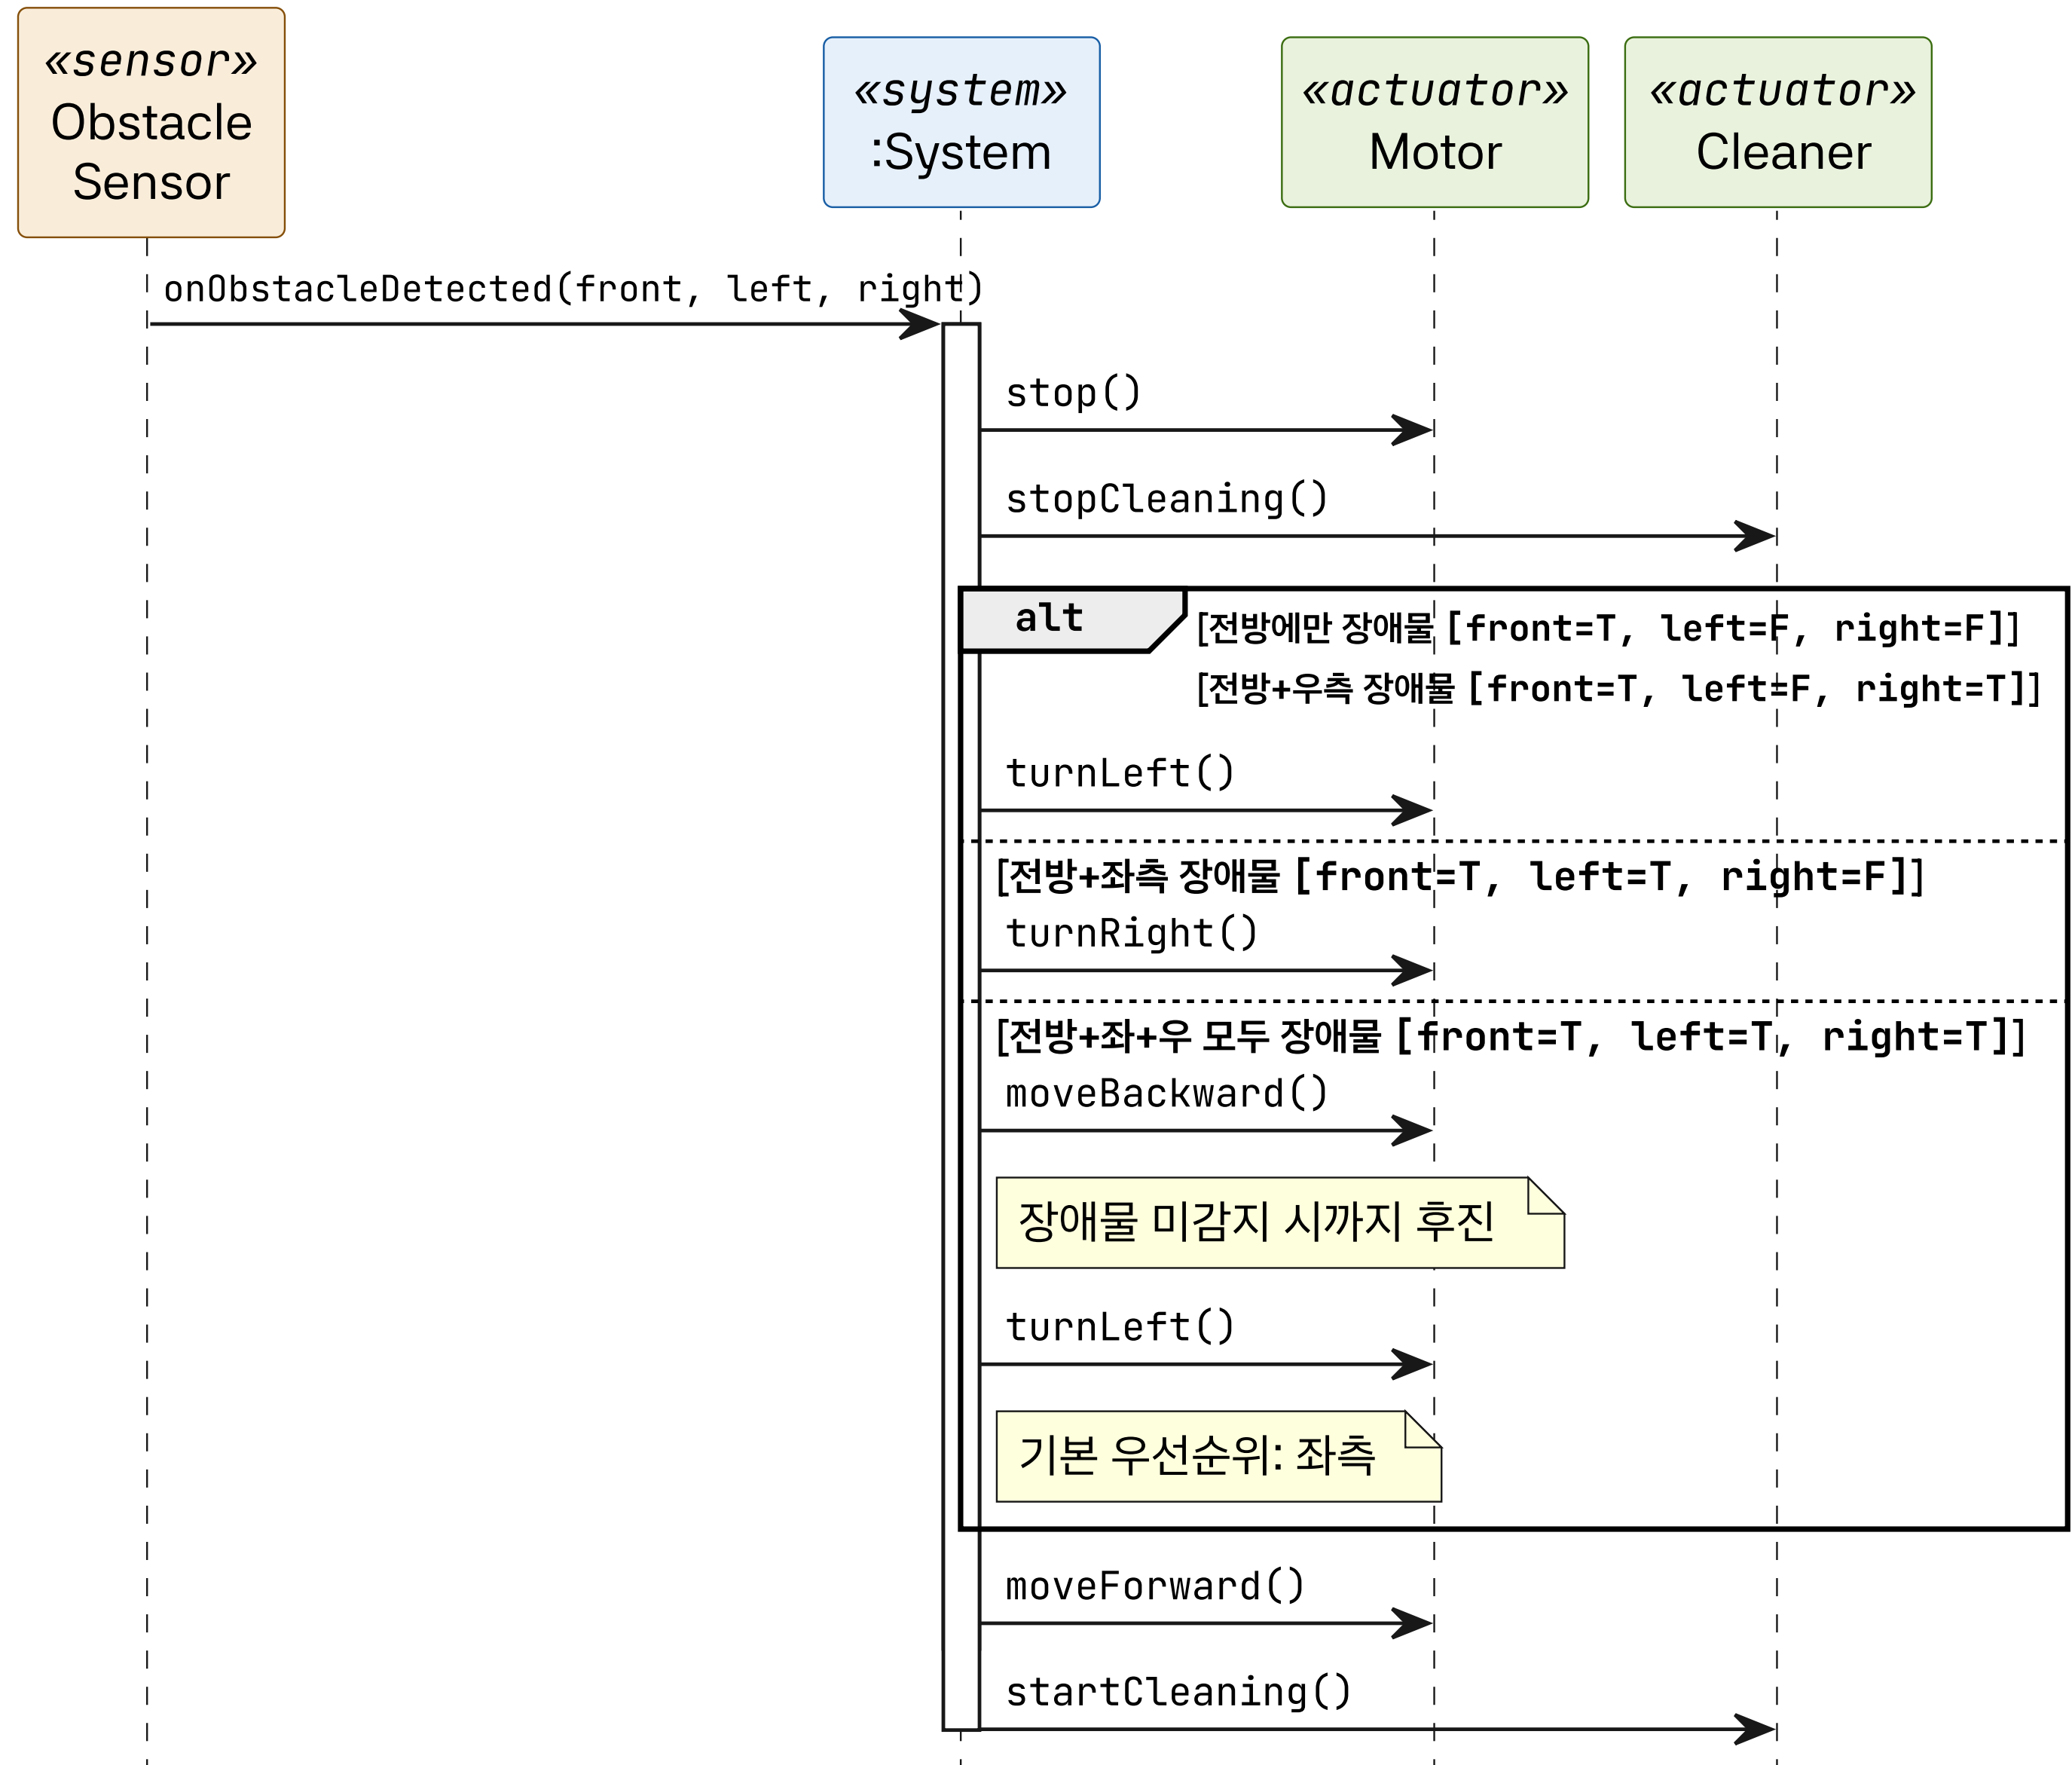 «sensor»
Obstacle
Sensor
«system»
:System
«actuator»
Motor
«actuator»
Cleaner
onObstacleDetected(front, left, right)
stop()
stopCleaning()
alt
[전방에만 장애물 [front=T, left=F, right=F]]
[전방+우측 장애물 [front=T, left=F, right=T]]
turnLeft()
[전방+좌측 장애물 [front=T, left=T, right=F]]
turnRight()
[전방+좌+우 모두 장애물 [front=T, left=T, right=T]]
moveBackward()
장애물 미감지 시까지 후진
turnLeft()
기본 우선순위: 좌측
moveForward()
startCleaning()